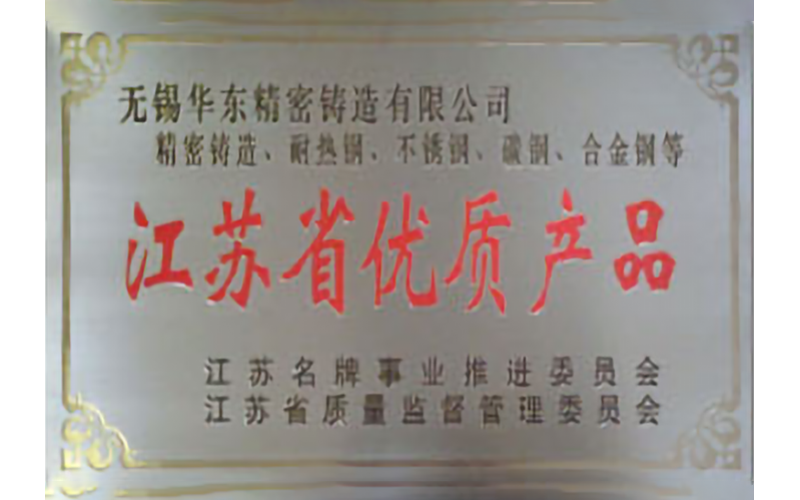 无锡华东精密铸造有限公司
精密铸造、耐热钢、不锈钢、碳钢、合金钢等
江苏省优质产品
江苏名牌事业推进委员会
江苏省质量监督管理委员会